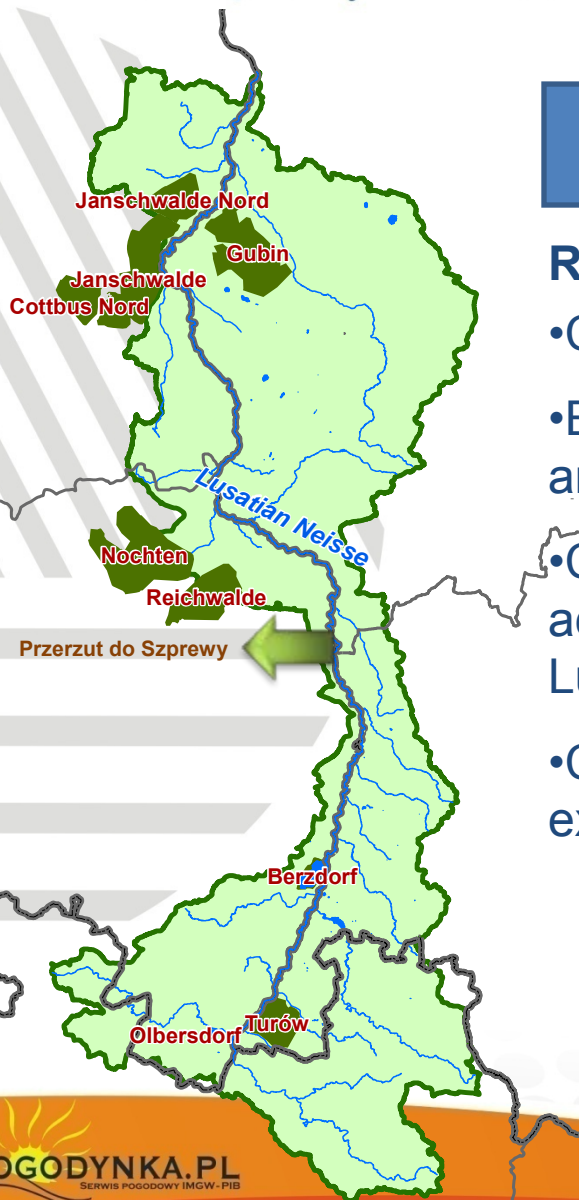 Janschwalde Nord
Gubin
Janschwalde
Cottbus Nord
Lusatian Neisse
Nochten
Reichwalde
Przerzut do Szprewy
Berzdorf
Turów
Olbersdorf
OGODYNKA.PL
SERWIS POGODOWY IMGW-PIB